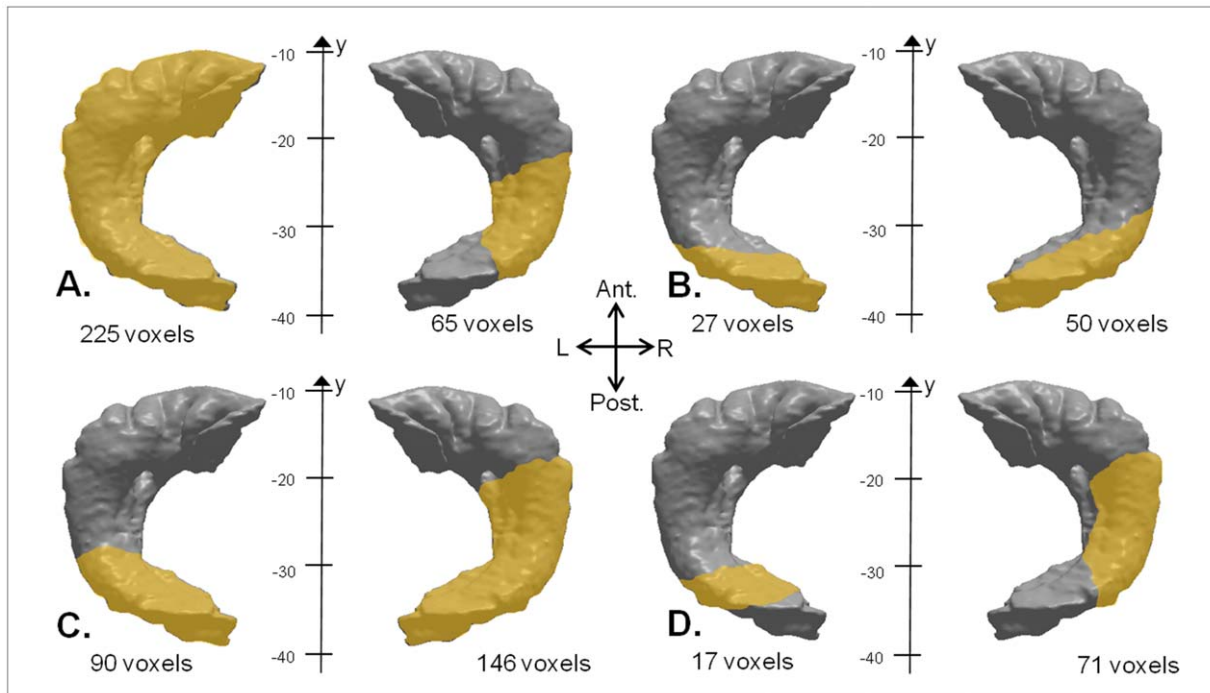 -10 y
-20
-30
-40
A.
225 voxels
65 voxels
-10 y
-20
-30
-40
B.
27 voxels
50 voxels
Ant.
L R
Post.
-10 y
-20
-30
-40
C.
90 voxels
146 voxels
-10 y
-20
-30
-40
D.
17 voxels
71 voxels